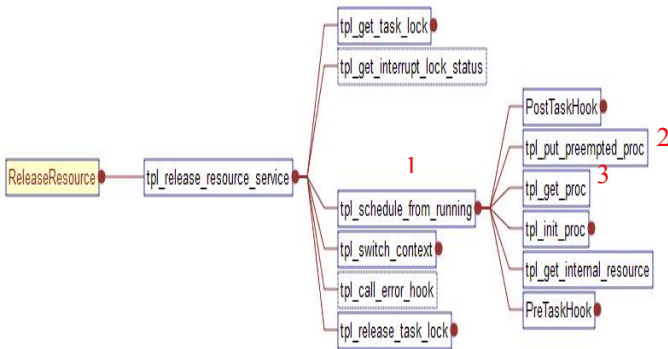 tpl_get_task_lock
tpl_get_interrupt_lock_status
PostTaskHook
2
tpl_put_preempted_proc
1
3
ReleaseResource
tpl_release_resource_service
tpl_get_proc
tpl_schedule_from_running
tpl_init_proc
tpl_switch_context
tpl_get_internal_resource
tpl_call_error_hook
PreTaskHook
tpl_release_task_lock